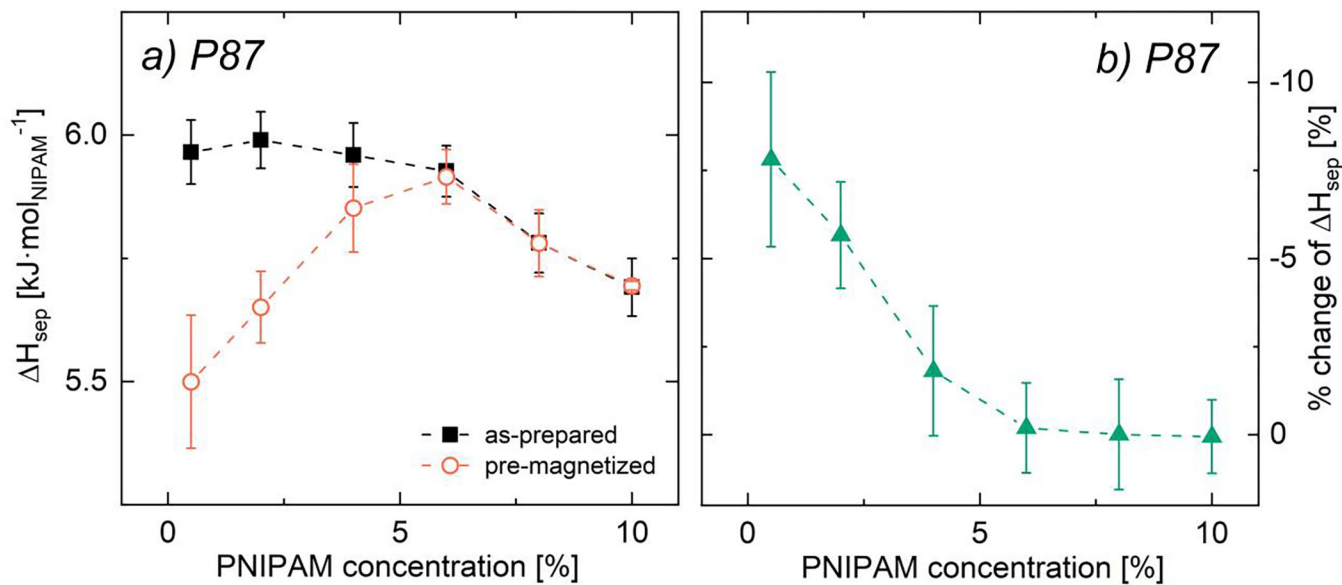 a) P87
ΔH_sep [kJ·mol_NIPAM^-1]
6.0
5.5
as-prepared
pre-magnetized
0 5 10
PNIPAM concentration [%]
b) P87
-10
-5
0
% change of ΔH_sep [%]
0 5 10
PNIPAM concentration [%]